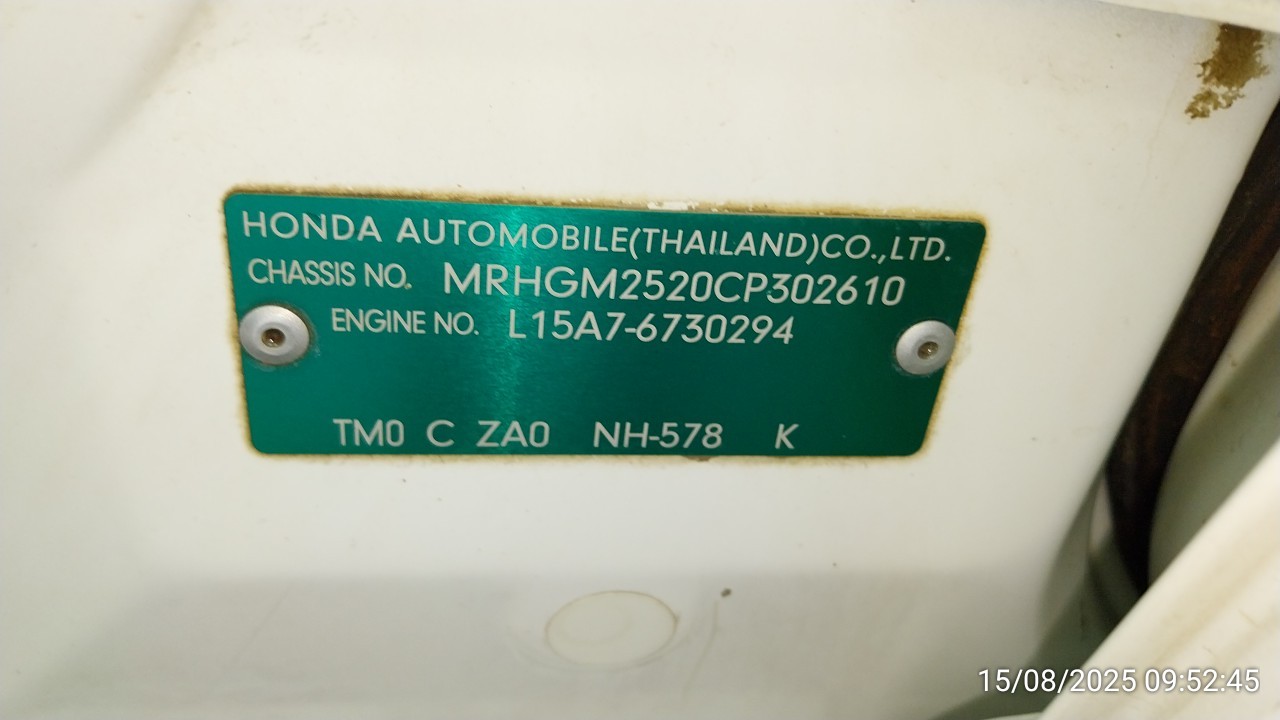 HONDA AUTOMOBILE(THAILAND)CO.,LTD.
CHASSIS NO. MRHGM2520CP302610
ENGINE NO. L15A7-6730294
TM0 C ZA0 NH-578 K
15/08/2025 09:52:45